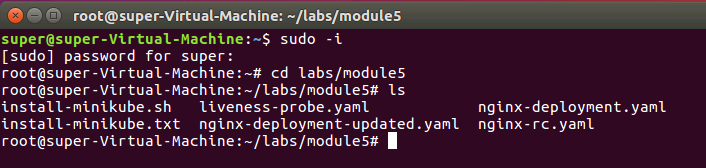 root@super-Virtual-Machine: ~/labs/module5
super@super-Virtual-Machine:~$ sudo -i
[sudo] password for super:
root@super-Virtual-Machine:~# cd labs/module5
root@super-Virtual-Machine:~/labs/module5# ls
install-minikube.sh liveness-probe.yaml nginx-deployment.yaml
install-minikube.txt nginx-deployment-updated.yaml nginx-rc.yaml
root@super-Virtual-Machine:~/labs/module5#